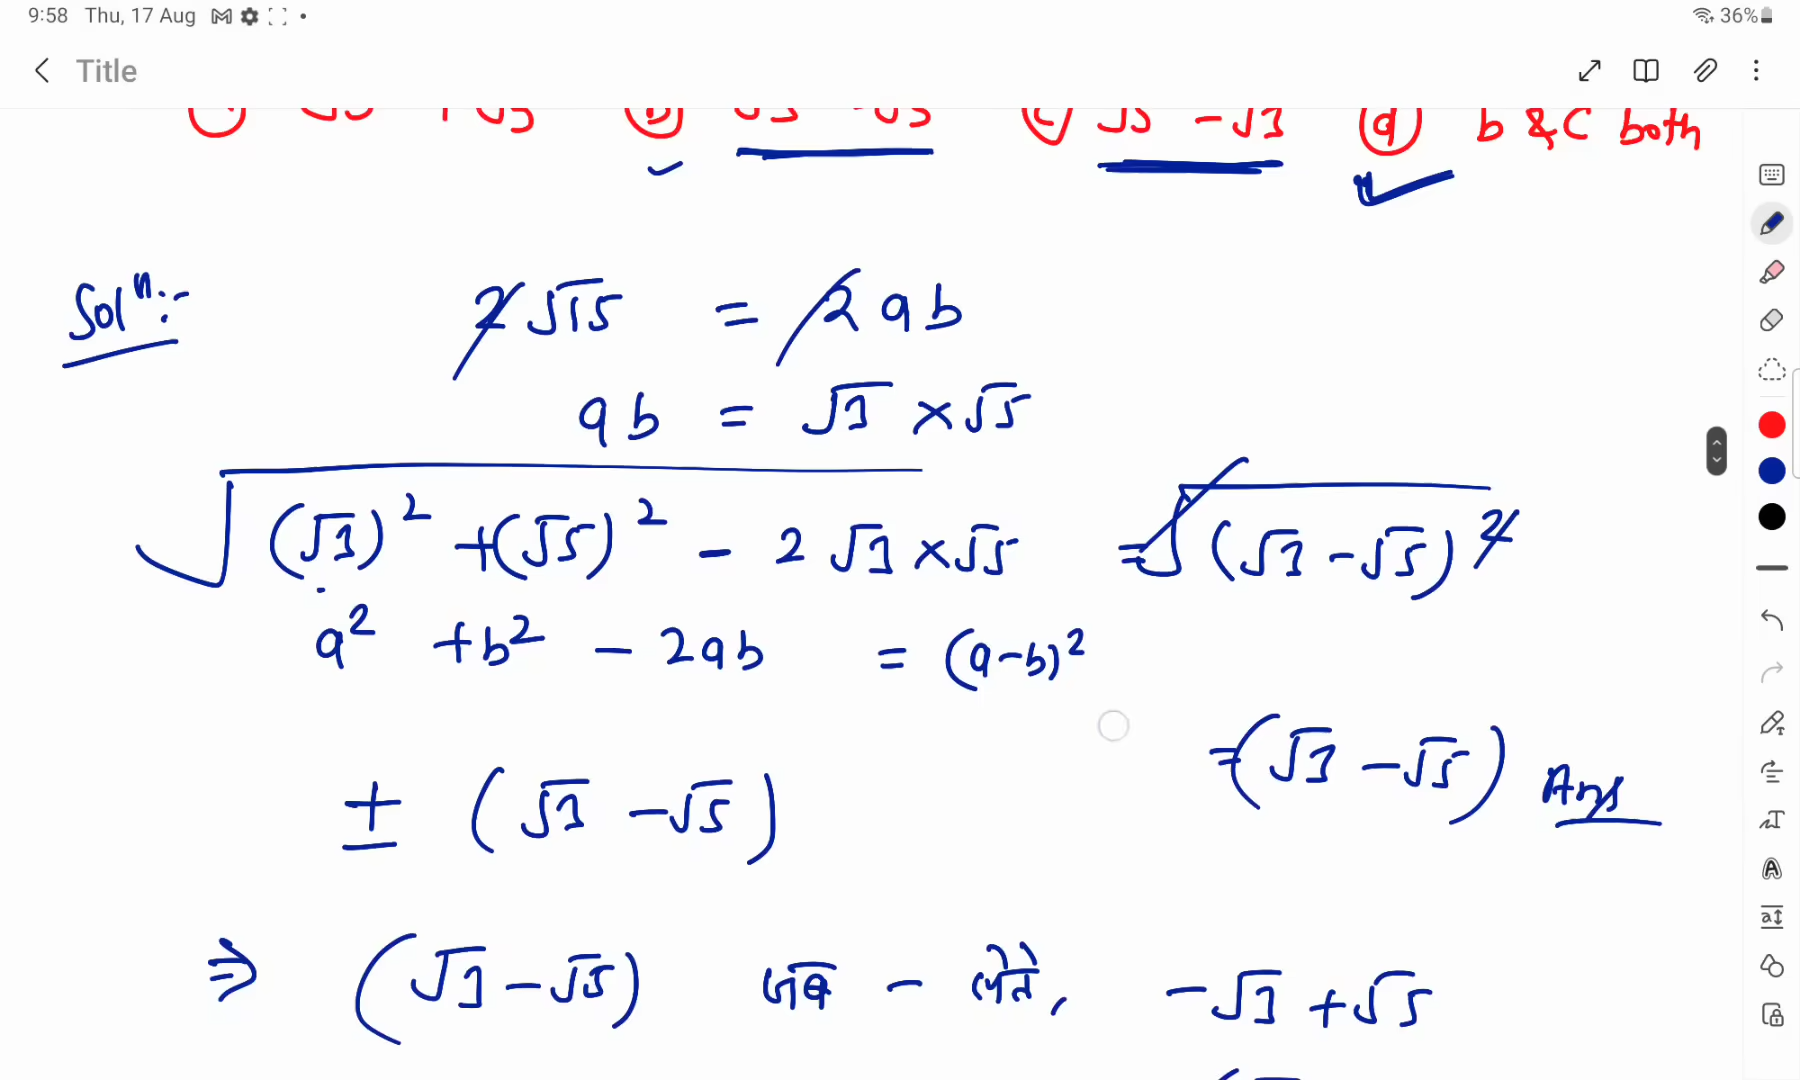 9:58 Thu, 17 Aug 36%
Title
√3 + √5 (b) √3 - √5 (c) √5 - √3 (d) b & C both
Solⁿ:-
2√15 = 2ab
ab = √3 × √5
√((√3)² + (√5)² - 2√3 × √5) = √(√3 - √5)²
a² + b² - 2ab = (a-b)²
= (√3 - √5) Ans
± (√3 - √5)
⇒ (√3 - √5) जब - लेते, -√3 + √5